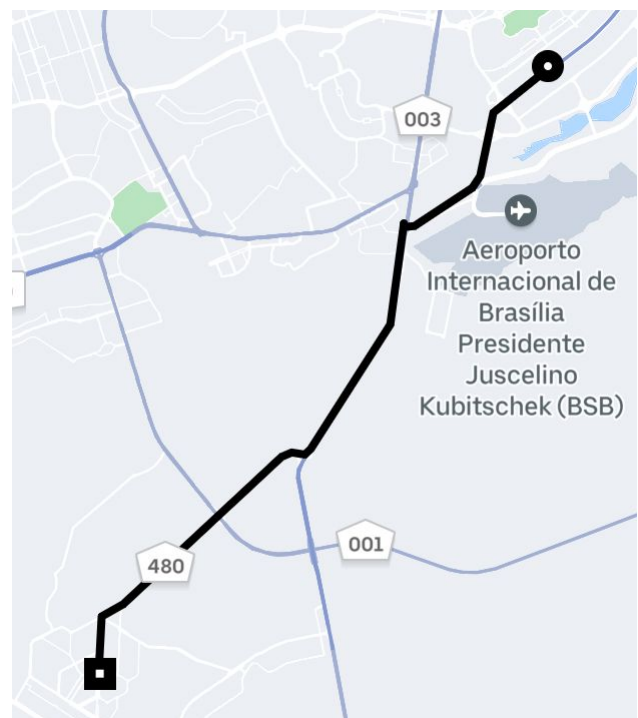 003
Aeroporto
Internacional de
Brasília
Presidente
Juscelino
Kubitschek (BSB)
001
480